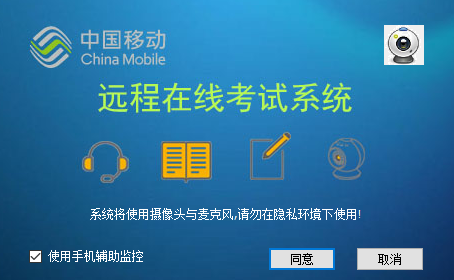 中国移动
China Mobile
远程在线考试系统
系统将使用摄像头与麦克风,请勿在隐私环境下使用!
使用手机辅助监控
同意
取消